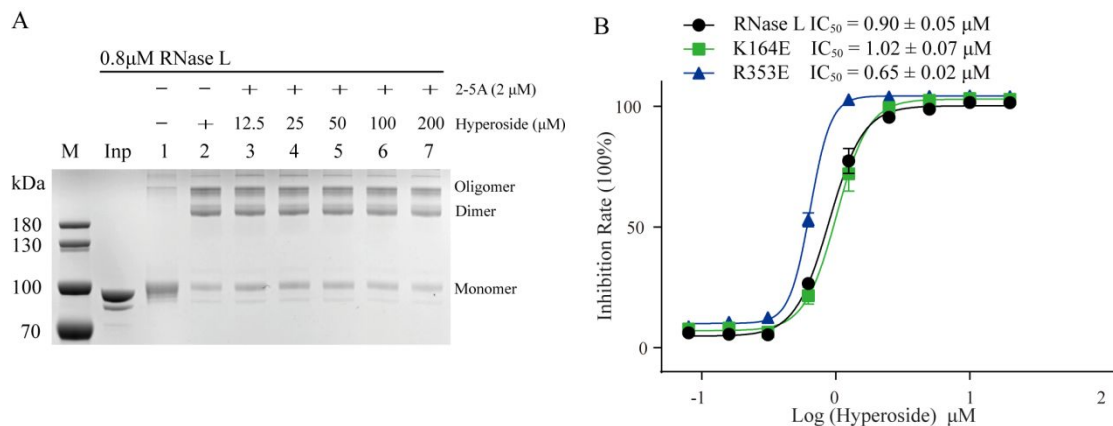 A
0.8μM RNase L
− − + + + + + 2-5A (2 μM)
− + 12.5 25 50 100 200 Hyperoside (μM)
M Inp 1 2 3 4 5 6 7
kDa
Oligomer
180
Dimer
130
100
Monomer
70
B
RNase L IC₅₀ = 0.90 ± 0.05 μM
K164E IC₅₀ = 1.02 ± 0.07 μM
R353E IC₅₀ = 0.65 ± 0.02 μM
Inhibition Rate (100%)
100
50
0
-1 0 1 2
Log (Hyperoside) μM